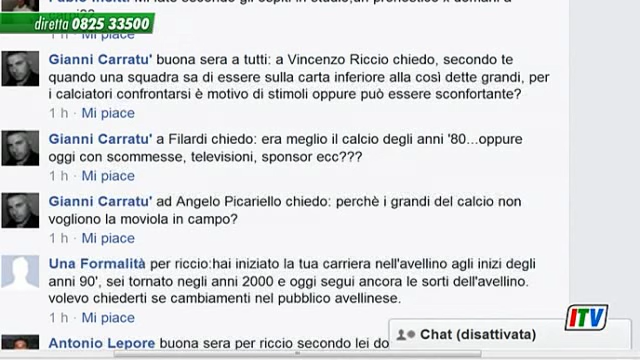 diretta 0825 33500
Gianni Carratu' buona sera a tutti: a Vincenzo Riccio chiedo, secondo te
quando una squadra sa di essere sulla carta inferiore alla così dette grandi, per
i calciatori confrontarsi è motivo di stimoli oppure può essere sconfortante?
1 h · Mi piace
Gianni Carratu' a Filardi chiedo: era meglio il calcio degli anni '80...oppure
oggi con scommesse, televisioni, sponsor ecc???
1 h · Mi piace
Gianni Carratu' ad Angelo Picariello chiedo: perchè i grandi del calcio non
vogliono la moviola in campo?
1 h · Mi piace
Una Formalità per riccio:hai iniziato la tua carriera nell'avellino agli inizi degli
anni 90', sei tornato negli anni 2000 e oggi segui ancora le sorti dell'avellino.
volevo chiederti se cambiamenti nel pubblico avellinese.
1 h · Mi piace
Antonio Lepore buona sera per riccio secondo lei do
Chat (disattivata)
ITV